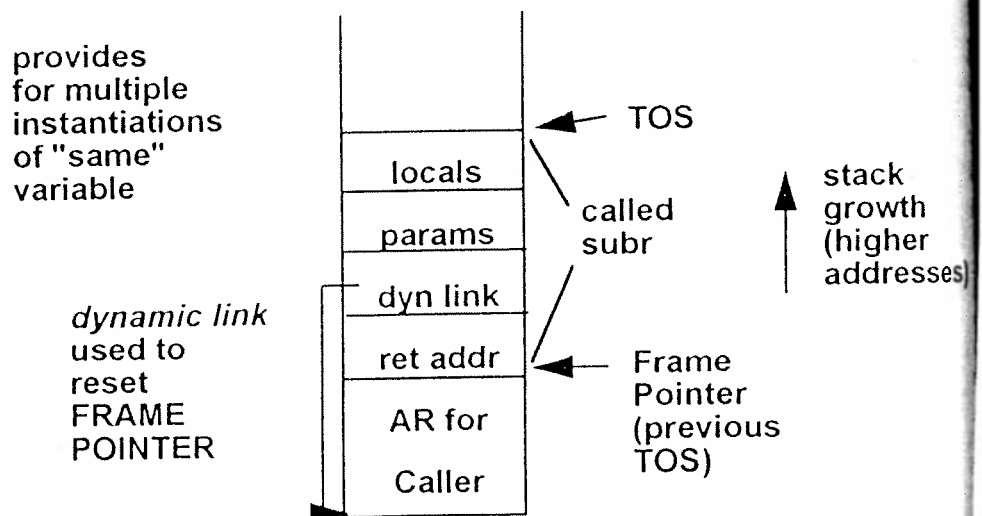 provides
for multiple
instantiations
of "same"
variable
TOS
locals
params
dyn link
ret addr
AR for
Caller
called
subr
stack
growth
(higher
addresses)
dynamic link
used to
reset
FRAME
POINTER
Frame
Pointer
(previous
TOS)